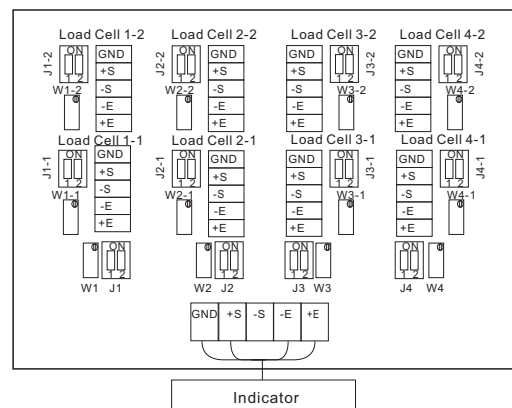 Load Cell 1-2 Load Cell 2-2 Load Cell 3-2 Load Cell 4-2
J1-2 ON 1 2 W1-2
GND
+S
-S
-E
+E
J2-2 ON 1 2 W2-2
GND
+S
-S
-E
+E
GND
+S
-S
-E
+E
ON 1 2 J3-2 W3-2
GND
+S
-S
-E
+E
ON 1 2 J4-2 W4-2
Load Cell 1-1 Load Cell 2-1 Load Cell 3-1 Load Cell 4-1
J1-1 ON 1 2 W1-1
GND
+S
-S
-E
+E
J2-1 ON 1 2 W2-1
GND
+S
-S
-E
+E
GND
+S
-S
-E
+E
ON 1 2 J3-1 W3-1
GND
+S
-S
-E
+E
ON 1 2 J4-1 W4-1
ON 1 2 ON 1 2 ON 1 2 ON 1 2
W1 J1 W2 J2 J3 W3 J4 W4
GND +S -S -E +E
Indicator